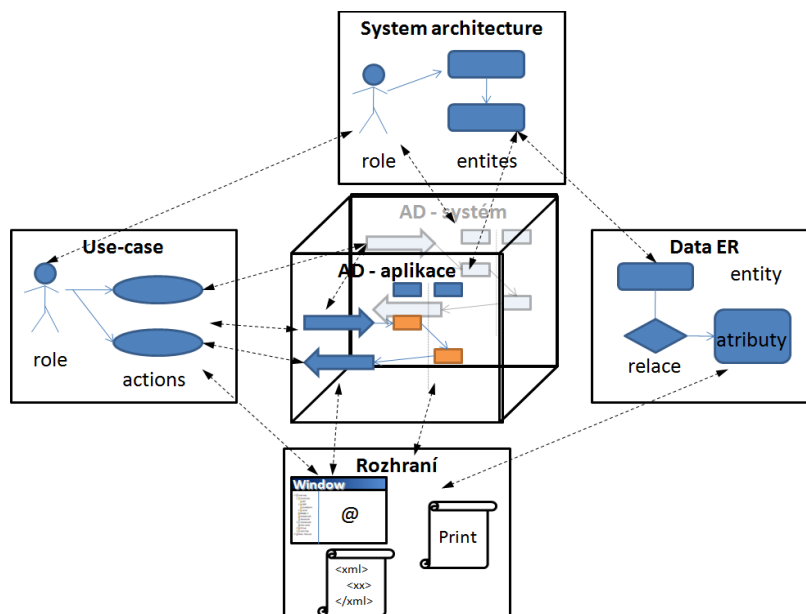 System architecture
role
entites
AD - systém
Use-case
role
actions
AD - aplikace
Data ER
entity
relace
atributy
Rozhraní
Window
@
Print
<xml>
<xx>
</xml>